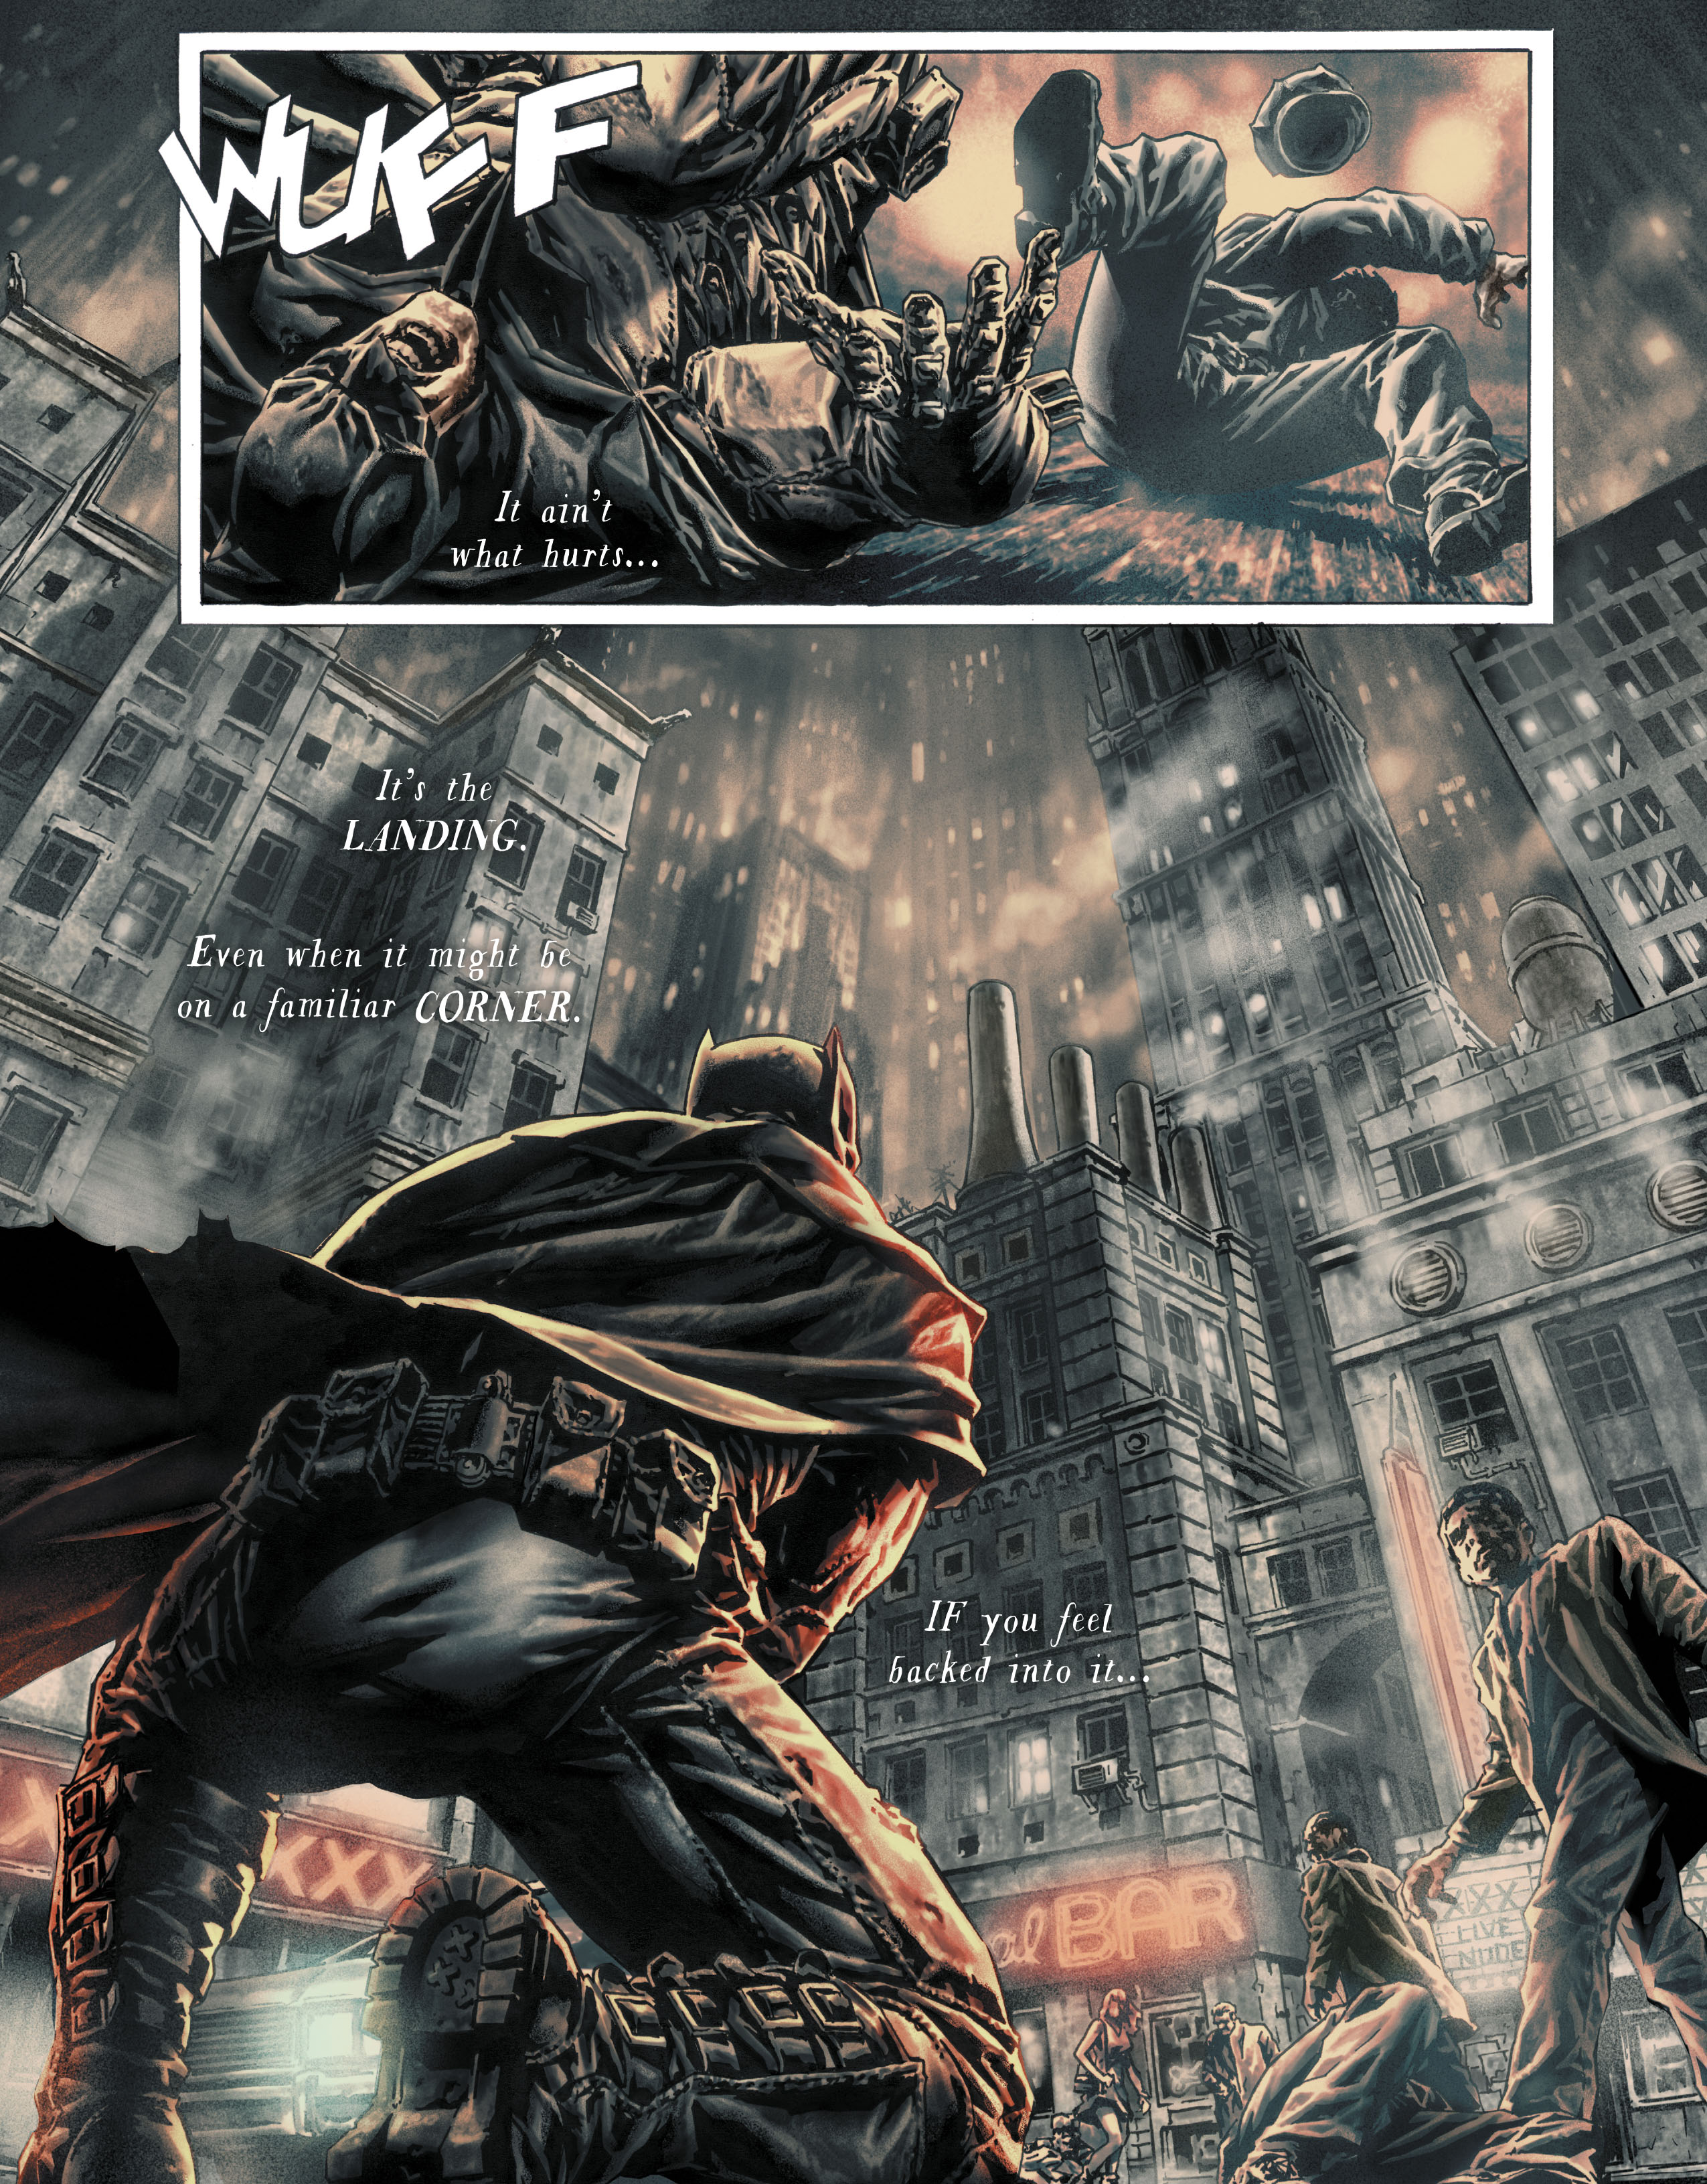 WUFF
It ain't
what hurts...
It's the
LANDING.
Even when it might be
on a familiar CORNER.
IF you feel
backed into it...
XXX
BAR
XXX
LIVE
NUDE